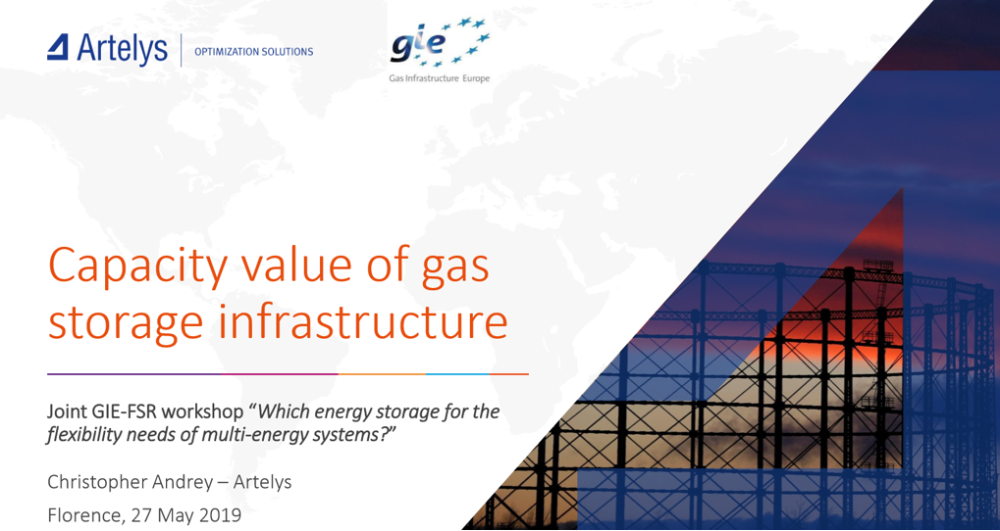 Artelys
OPTIMIZATION SOLUTIONS
gie
Gas Infrastructure Europe
Capacity value of gas
storage infrastructure
Joint GIE-FSR workshop “Which energy storage for the
flexibility needs of multi-energy systems?”
Christopher Andrey – Artelys
Florence, 27 May 2019